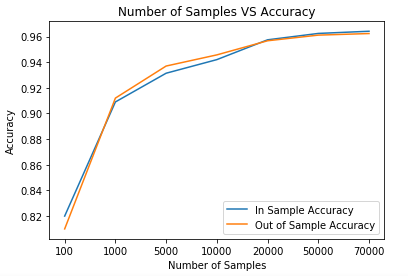 Number of Samples VS Accuracy
0.96
0.94
0.92
0.90
0.88
0.86
0.84
0.82
Accuracy
In Sample Accuracy
Out of Sample Accuracy
100 1000 5000 10000 20000 50000 70000
Number of Samples